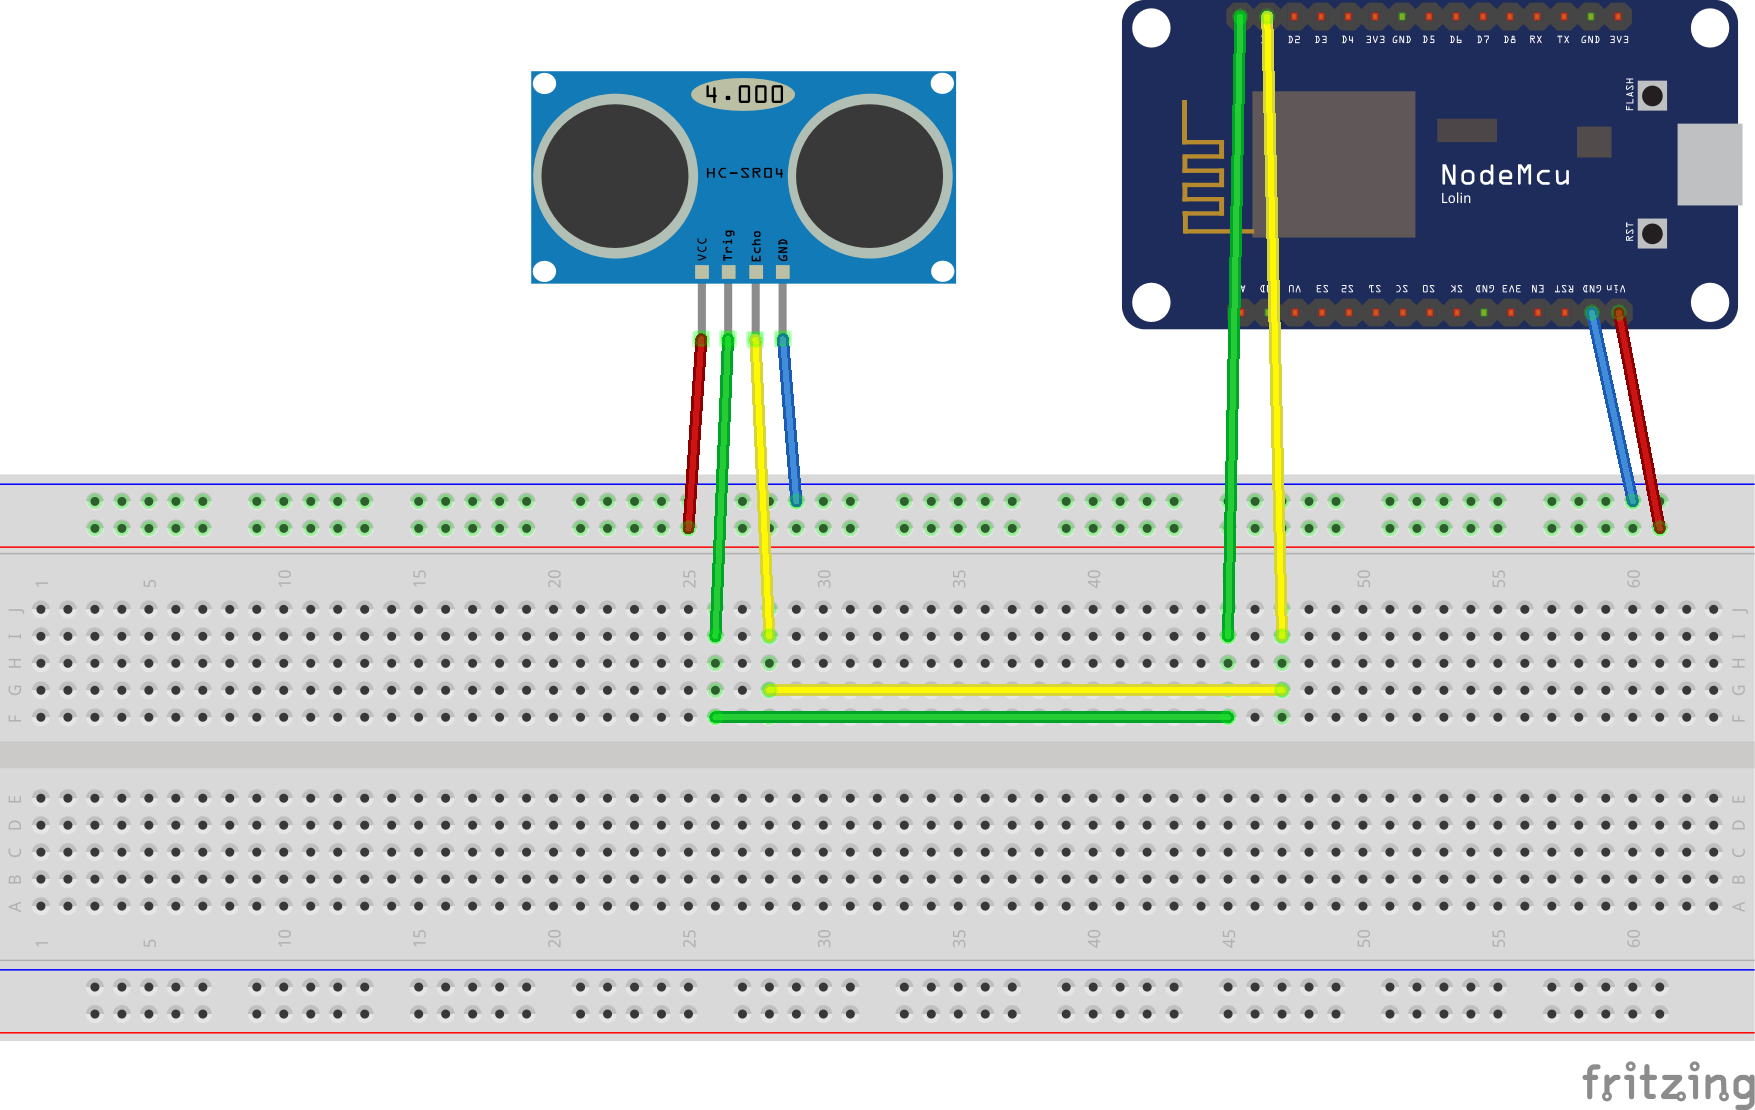 4.000
HC-SR04
VCC Trig Echo GND
D2 D3 D4 3V3 GND D5 D6 D7 D8 RX TX GND 3V3
FLASH
NodeMcu
Lolin
RST
VU S3 S2 S1 SC SO SK GND 3V3 EN RST GND Vin
1 5 10 15 20 25 30 35 40 50 55 60
J J
I I
H H
G G
F F
E E
D D
C C
B B
A A
1 5 10 15 20 25 30 35 40 45 50 55 60
fritzing